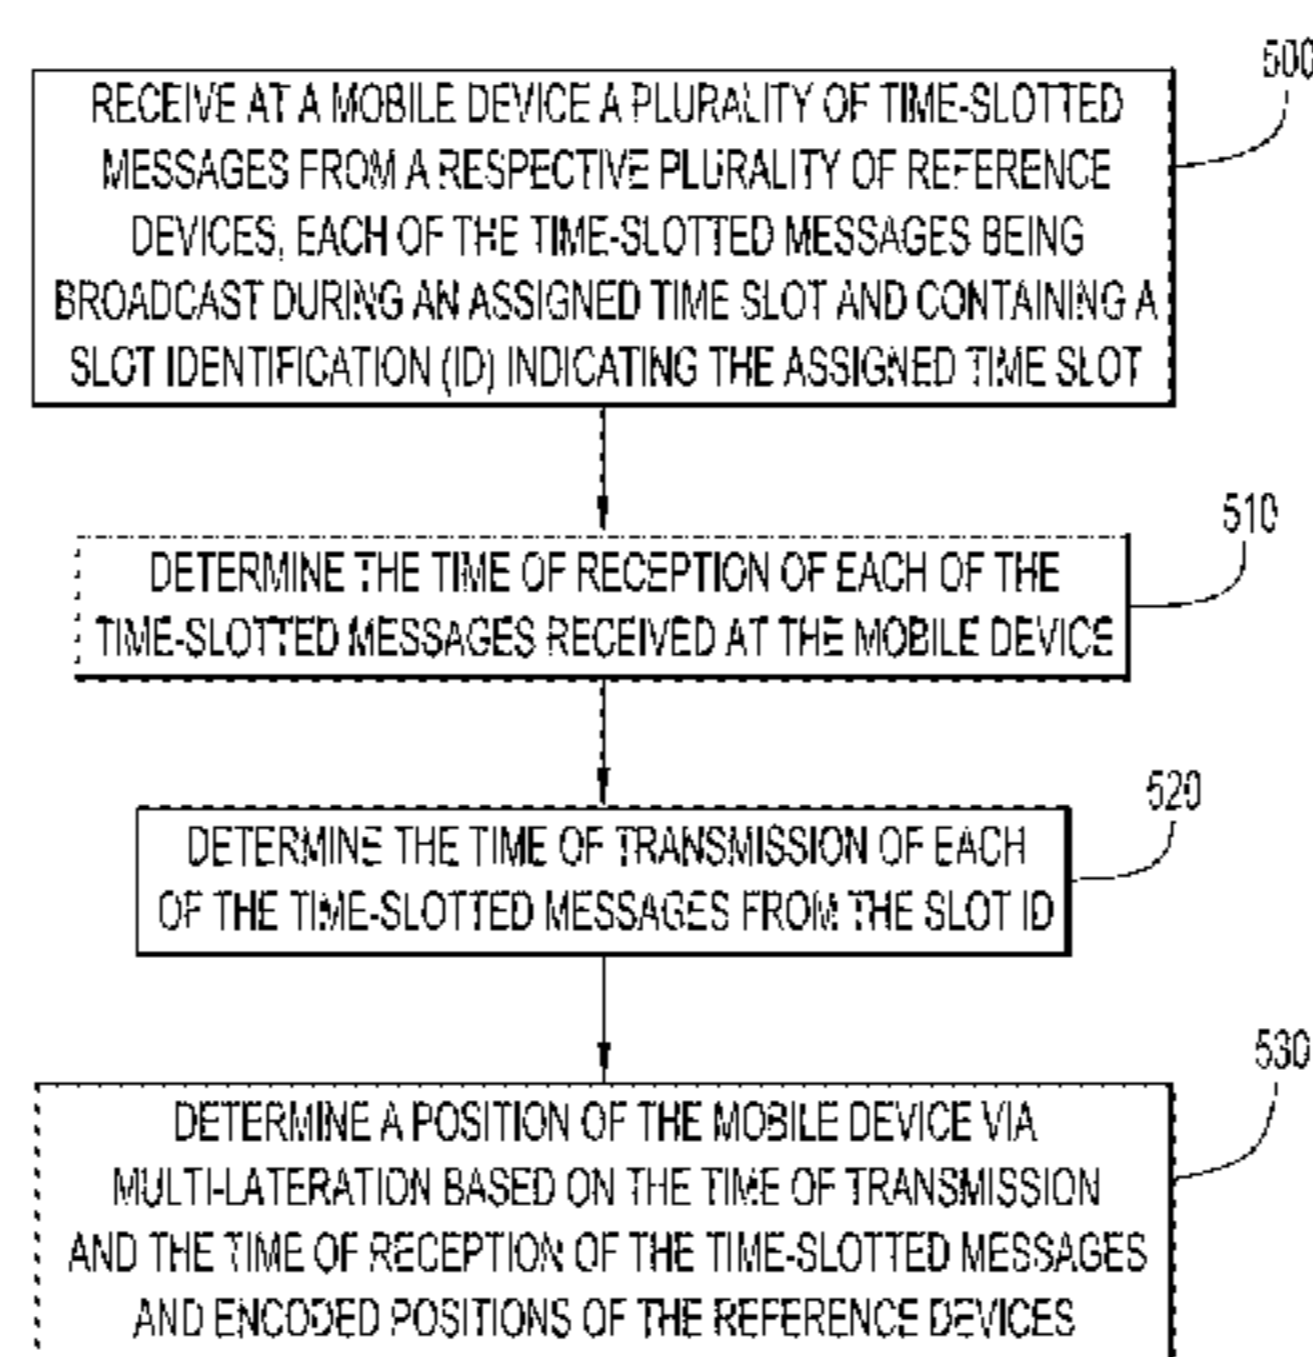 500
RECEIVE AT A MOBILE DEVICE A PLURALITY OF TIME-SLOTTED
MESSAGES FROM A RESPECTIVE PLURALITY OF REFERENCE
DEVICES, EACH OF THE TIME-SLOTTED MESSAGES BEING
BROADCAST DURING AN ASSIGNED TIME SLOT AND CONTAINING A
SLOT IDENTIFICATION (ID) INDICATING THE ASSIGNED TIME SLOT
510
DETERMINE THE TIME OF RECEPTION OF EACH OF THE
TIME-SLOTTED MESSAGES RECEIVED AT THE MOBILE DEVICE
520
DETERMINE THE TIME OF TRANSMISSION OF EACH
OF THE TIME-SLOTTED MESSAGES FROM THE SLOT ID
530
DETERMINE A POSITION OF THE MOBILE DEVICE VIA
MULTI-LATERATION BASED ON THE TIME OF TRANSMISSION
AND THE TIME OF RECEPTION OF THE TIME-SLOTTED MESSAGES
AND ENCODED POSITIONS OF THE REFERENCE DEVICES